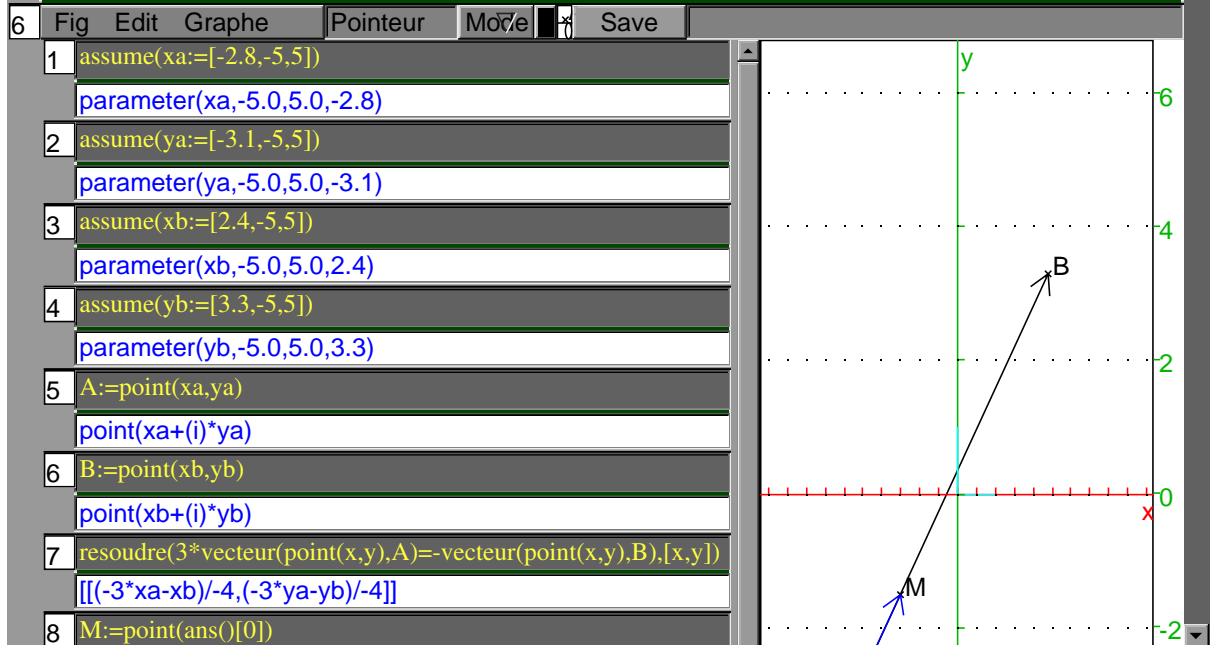 6 Fig Edit Graphe Pointeur Mode Save
1 assume(xa:=[-2.8,-5,5])
parameter(xa,-5.0,5.0,-2.8)
2 assume(ya:=[-3.1,-5,5])
parameter(ya,-5.0,5.0,-3.1)
3 assume(xb:=[2.4,-5,5])
parameter(xb,-5.0,5.0,2.4)
4 assume(yb:=[3.3,-5,5])
parameter(yb,-5.0,5.0,3.3)
5 A:=point(xa,ya)
point(xa+(i)*ya)
6 B:=point(xb,yb)
point(xb+(i)*yb)
7 resoudre(3*vecteur(point(x,y),A)=-vecteur(point(x,y),B),[x,y])
[[(-3*xa-xb)/-4,(-3*ya-yb)/-4]]
8 M:=point(ans()[0])
y
6
4
B
2
0
x
M
-2